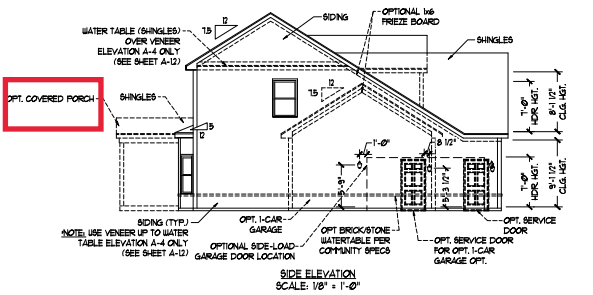 12
7.5
SIDING
OPTIONAL 1x6
FRIEZE BOARD
WATER TABLE (SHINGLES)
OVER VENEER
ELEVATION A-4 ONLY
(SEE SHEET A-12)
SHINGLES
OPT. COVERED PORCH
SHINGLES
12
7.5
5
12
1'-0"
8 1/2"
7'-0"
HDR. HGT.
8'-1 1/2"
CLG. HGT.
5'-9"
5'-3 1/2"
7'-0"
HDR. HGT.
9'-1 1/2"
CLG. HGT.
SIDING (TYP.)
NOTE: USE VENEER UP TO WATER
TABLE ELEVATION A-4 ONLY
(SEE SHEET A-12)
OPT. 1-CAR
GARAGE
OPTIONAL SIDE-LOAD
GARAGE DOOR LOCATION
OPT BRICK/STONE
WATERTABLE PER
COMMUNITY SPECS
OPT. SERVICE DOOR
FOR OPT. 1-CAR
GARAGE OPT.
OPT. SERVICE
DOOR
SIDE ELEVATION
SCALE: 1/8" = 1'-0"